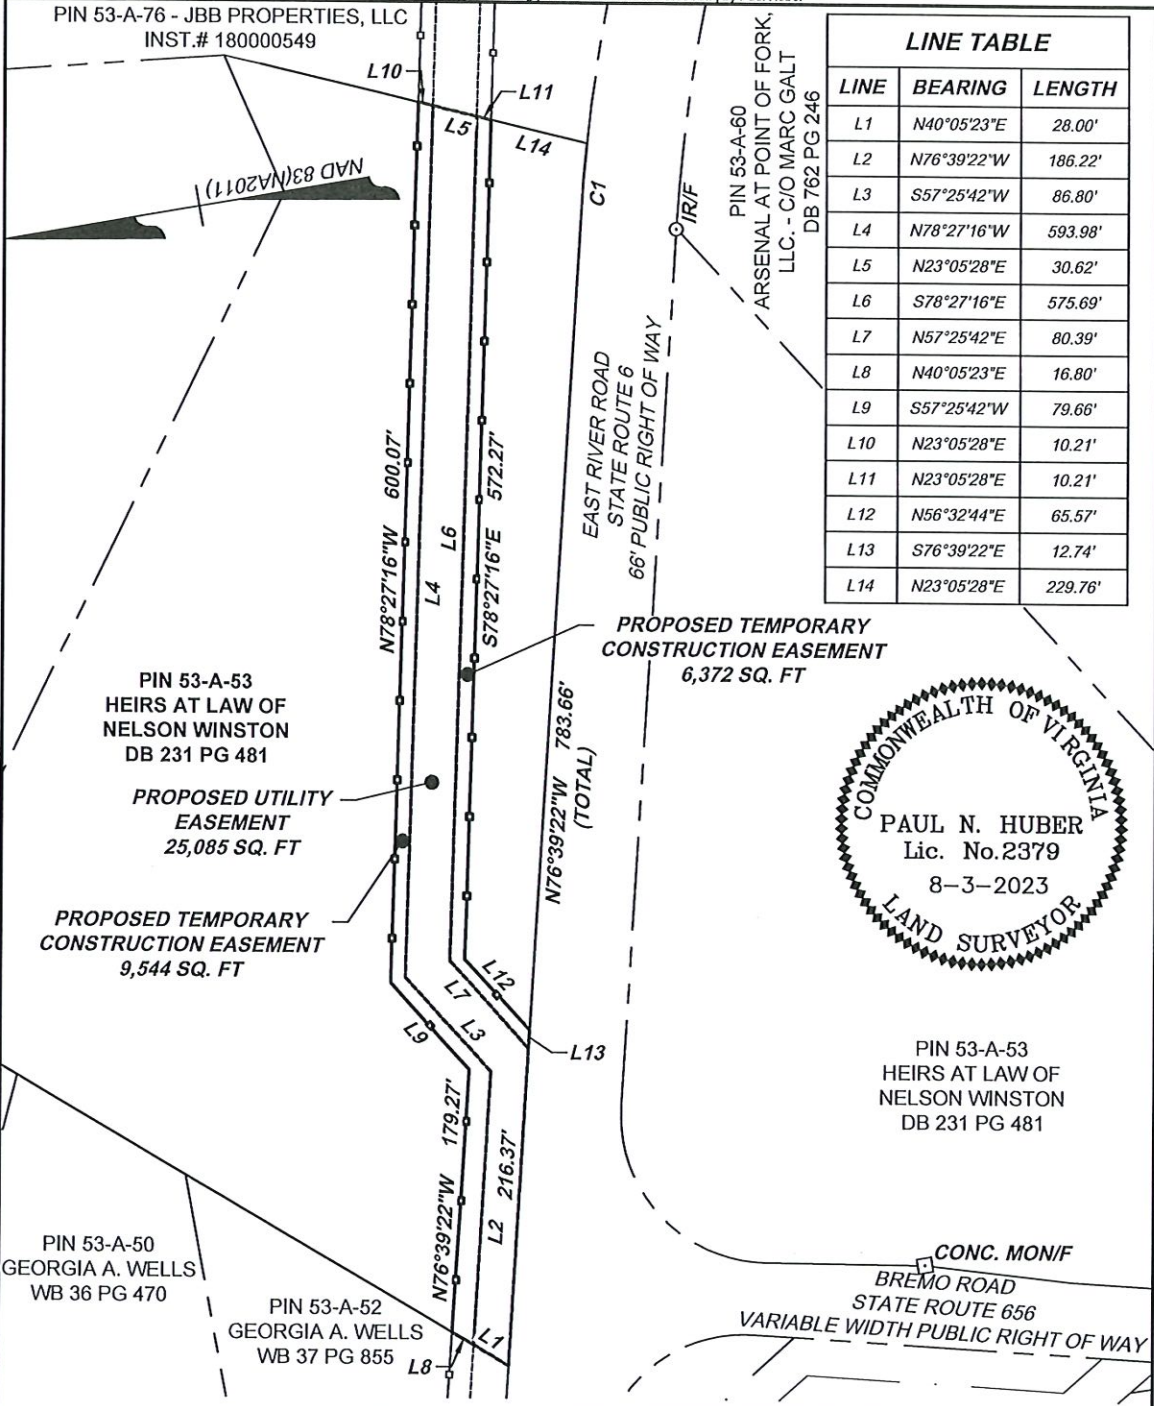 PIN 53-A-76 - JBB PROPERTIES, LLC
INST.# 180000549
L10
L11
L5
L14
NAD 83(NA2011)
C1
IR/F
PIN 53-A-60
ARSENAL AT POINT OF FORK,
LLC. - C/O MARC GALT
DB 762 PG 246
LINE TABLE
LINE BEARING LENGTH
L1 N40°05'23"E 28.00'
L2 N76°39'22"W 186.22'
L3 S57°25'42"W 86.80'
L4 N78°27'16"W 593.98'
L5 N23°05'28"E 30.62'
L6 S78°27'16"E 575.69'
L7 N57°25'42"E 80.39'
L8 N40°05'23"E 16.80'
L9 S57°25'42"W 79.66'
L10 N23°05'28"E 10.21'
L11 N23°05'28"E 10.21'
L12 N56°32'44"E 65.57'
L13 S76°39'22"E 12.74'
L14 N23°05'28"E 229.76'
EAST RIVER ROAD
STATE ROUTE 6
66' PUBLIC RIGHT OF WAY
N78°27'16"W 600.07'
L4
L6
S78°27'16"E 572.27'
PROPOSED TEMPORARY
CONSTRUCTION EASEMENT
6,372 SQ. FT
PIN 53-A-53
HEIRS AT LAW OF
NELSON WINSTON
DB 231 PG 481
PROPOSED UTILITY
EASEMENT
25,085 SQ. FT
N76°39'22"W 783.66'
(TOTAL)
PROPOSED TEMPORARY
CONSTRUCTION EASEMENT
9,544 SQ. FT
COMMONWEALTH OF VIRGINIA
PAUL N. HUBER
Lic. No.2379
8-3-2023
LAND SURVEYOR
L12
L7
L3
L9
L13
PIN 53-A-53
HEIRS AT LAW OF
NELSON WINSTON
DB 231 PG 481
N76°39'22"W 179.27'
L2 216.37'
PIN 53-A-50
GEORGIA A. WELLS
WB 36 PG 470
PIN 53-A-52
GEORGIA A. WELLS
WB 37 PG 855
L8
L1
CONC. MON/F
BREMO ROAD
STATE ROUTE 656
VARIABLE WIDTH PUBLIC RIGHT OF WAY